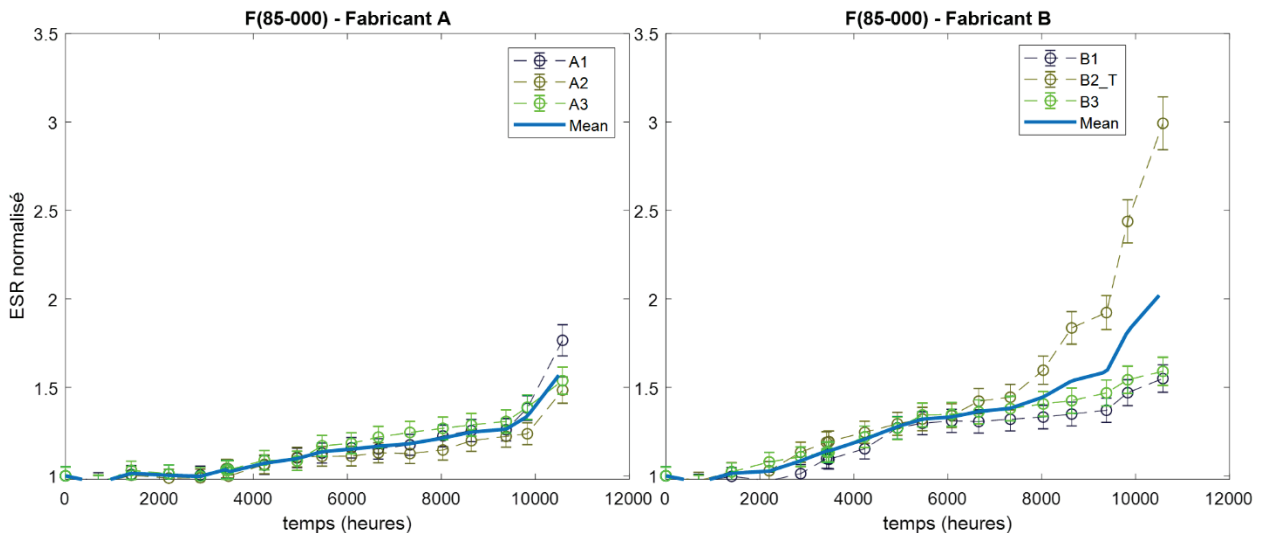 F(85-000) - Fabricant A
3.5
3
2.5
2
1.5
1
ESR normalisé
A1
A2
A3
Mean
0 2000 4000 6000 8000 10000 12000
temps (heures)
F(85-000) - Fabricant B
3.5
3
2.5
2
1.5
1
B1
B2_T
B3
Mean
0 2000 4000 6000 8000 10000 12000
temps (heures)